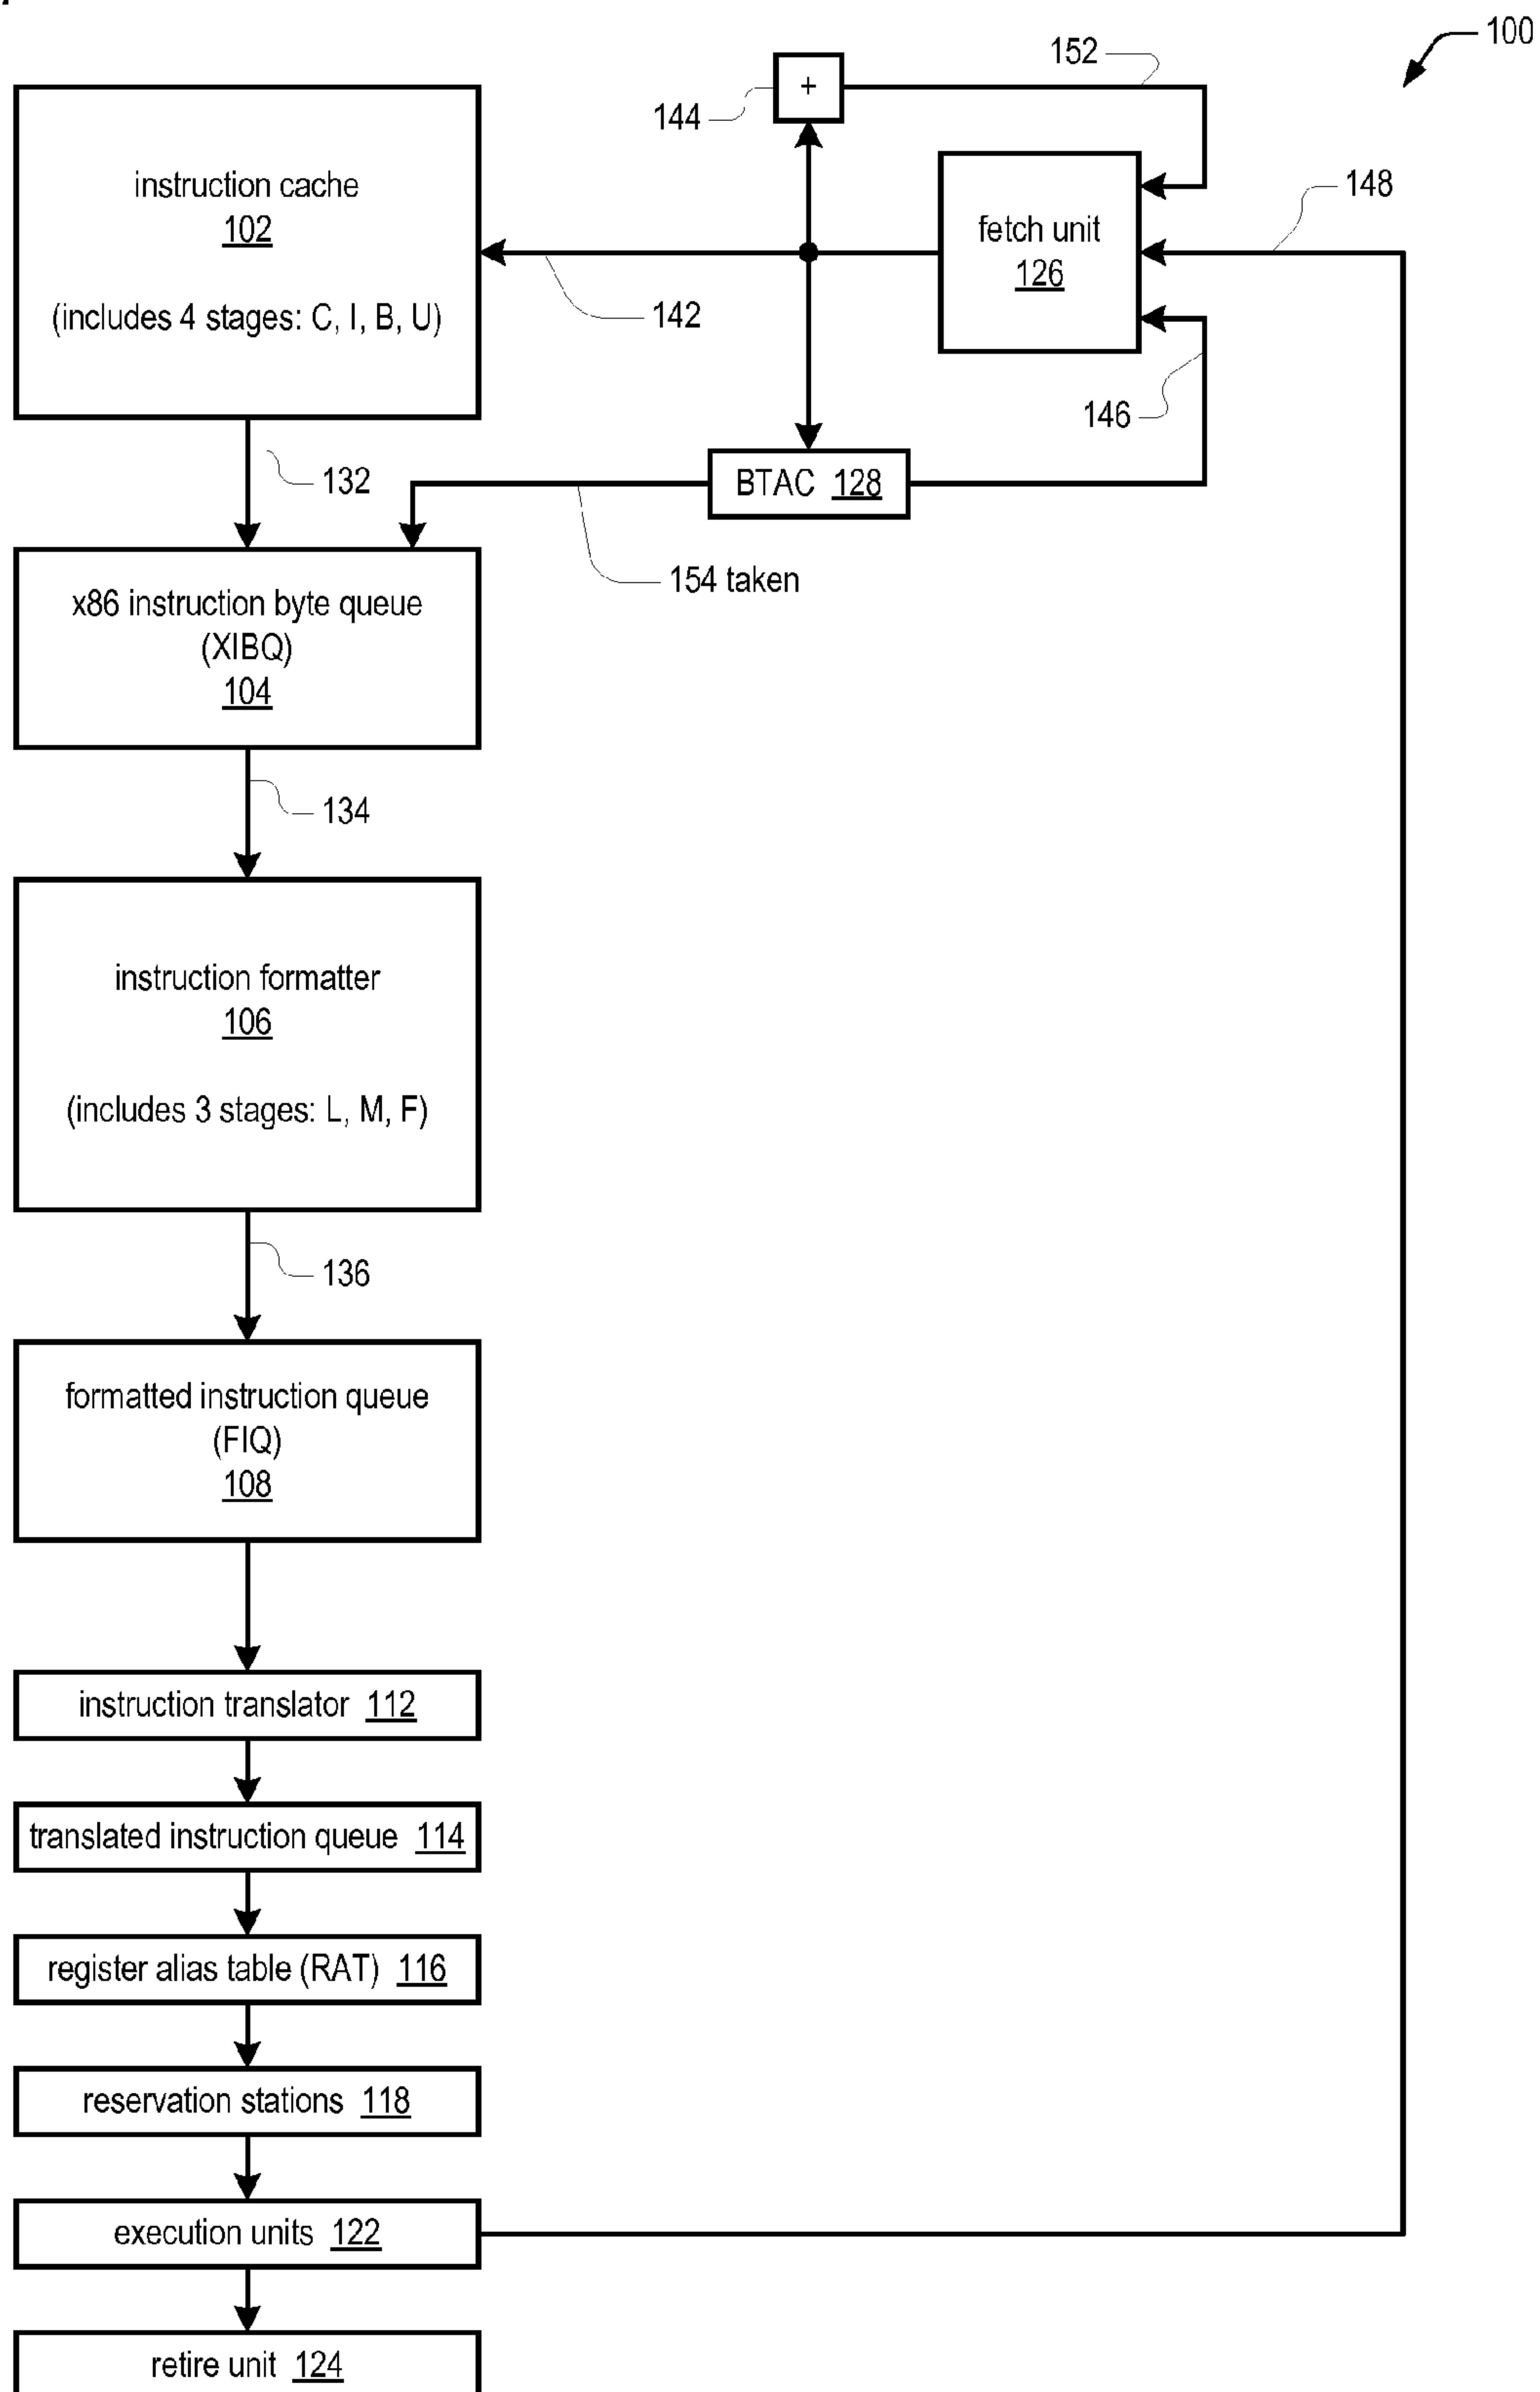 100
152
+
144
instruction cache
102
(includes 4 stages: C, I, B, U)
fetch unit
126
148
142
146
132
BTAC 128
154 taken
x86 instruction byte queue
(XIBQ)
104
134
instruction formatter
106
(includes 3 stages: L, M, F)
136
formatted instruction queue
(FIQ)
108
instruction translator 112
translated instruction queue 114
register alias table (RAT) 116
reservation stations 118
execution units 122
retire unit 124